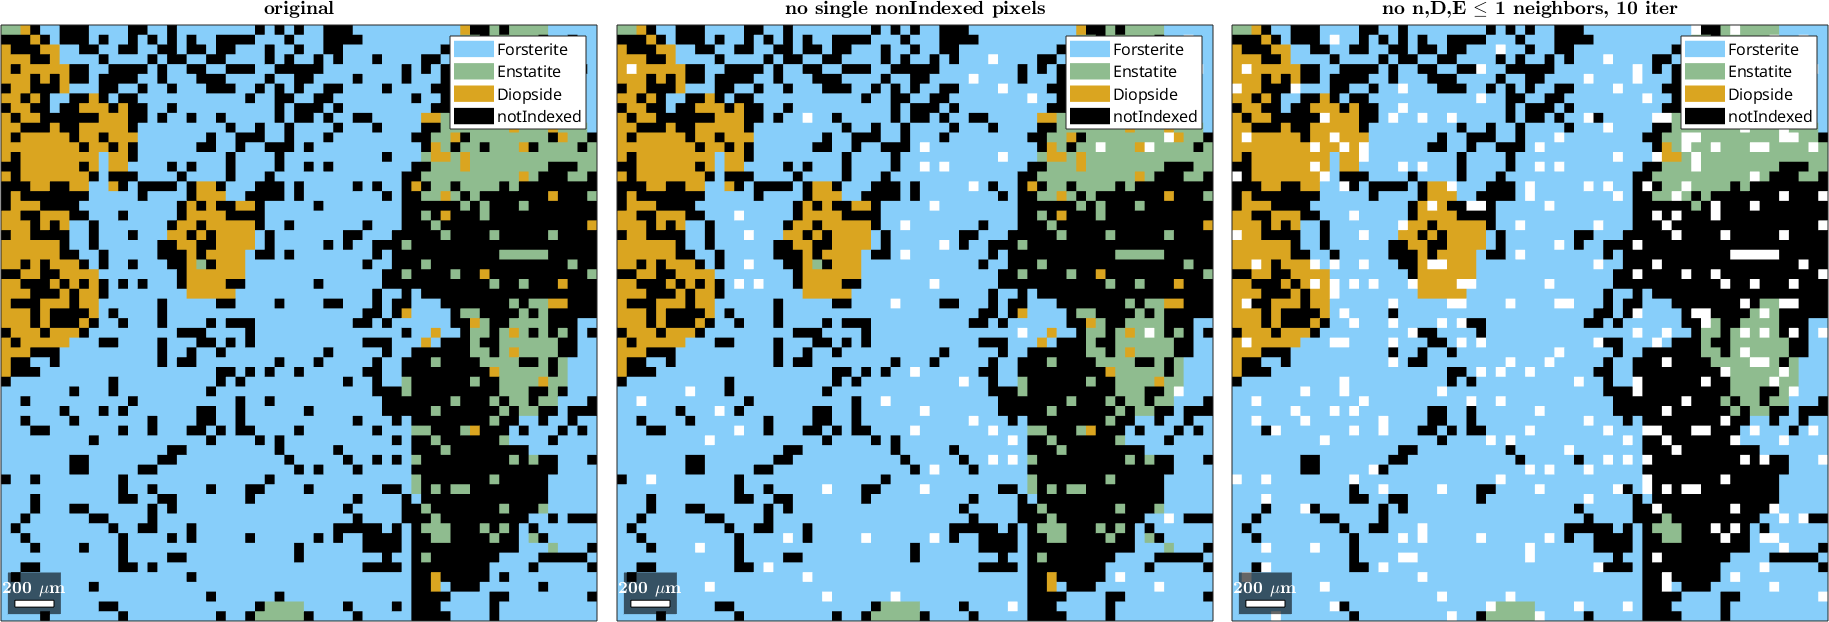 original
Forsterite
Enstatite
Diopside
notIndexed
200 μm
no single nonIndexed pixels
Forsterite
Enstatite
Diopside
notIndexed
200 μm
no n,D,E ≤ 1 neighbors, 10 iter
Forsterite
Enstatite
Diopside
notIndexed
200 μm